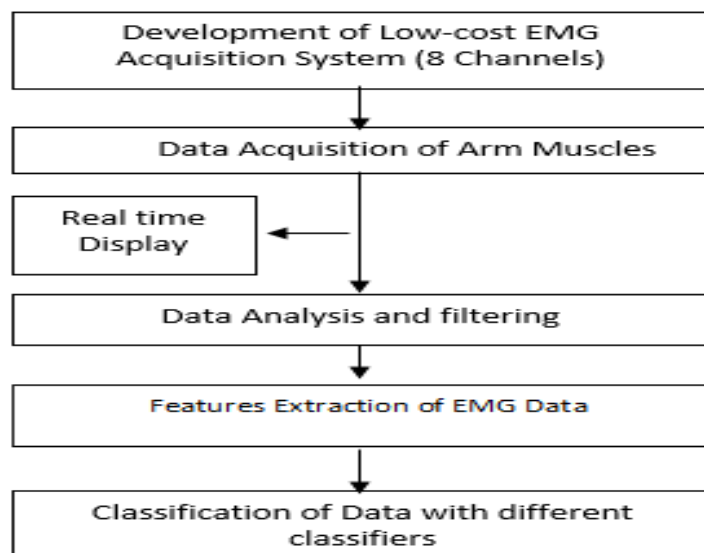 Development of Low-cost EMG
Acquisition System (8 Channels)
Data Acquisition of Arm Muscles
Real time
Display
Data Analysis and filtering
Features Extraction of EMG Data
Classification of Data with different
classifiers